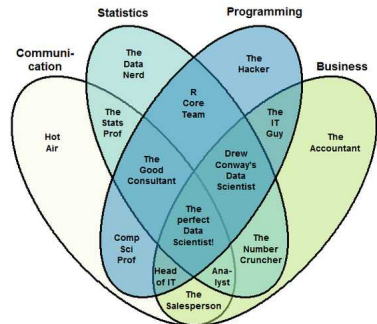 Statistics
Programming
Communi-
cation
Business
The
Data
Nerd
The
Hacker
R
Core
Team
The
Stats
Prof
The
IT
Guy
Hot
Air
The
Accountant
The
Good
Consultant
Drew
Conway's
Data
Scientist
The
perfect
Data
Scientist!
Comp
Sci
Prof
The
Number
Cruncher
Head
of IT
Ana-
lyst
The
Salesperson